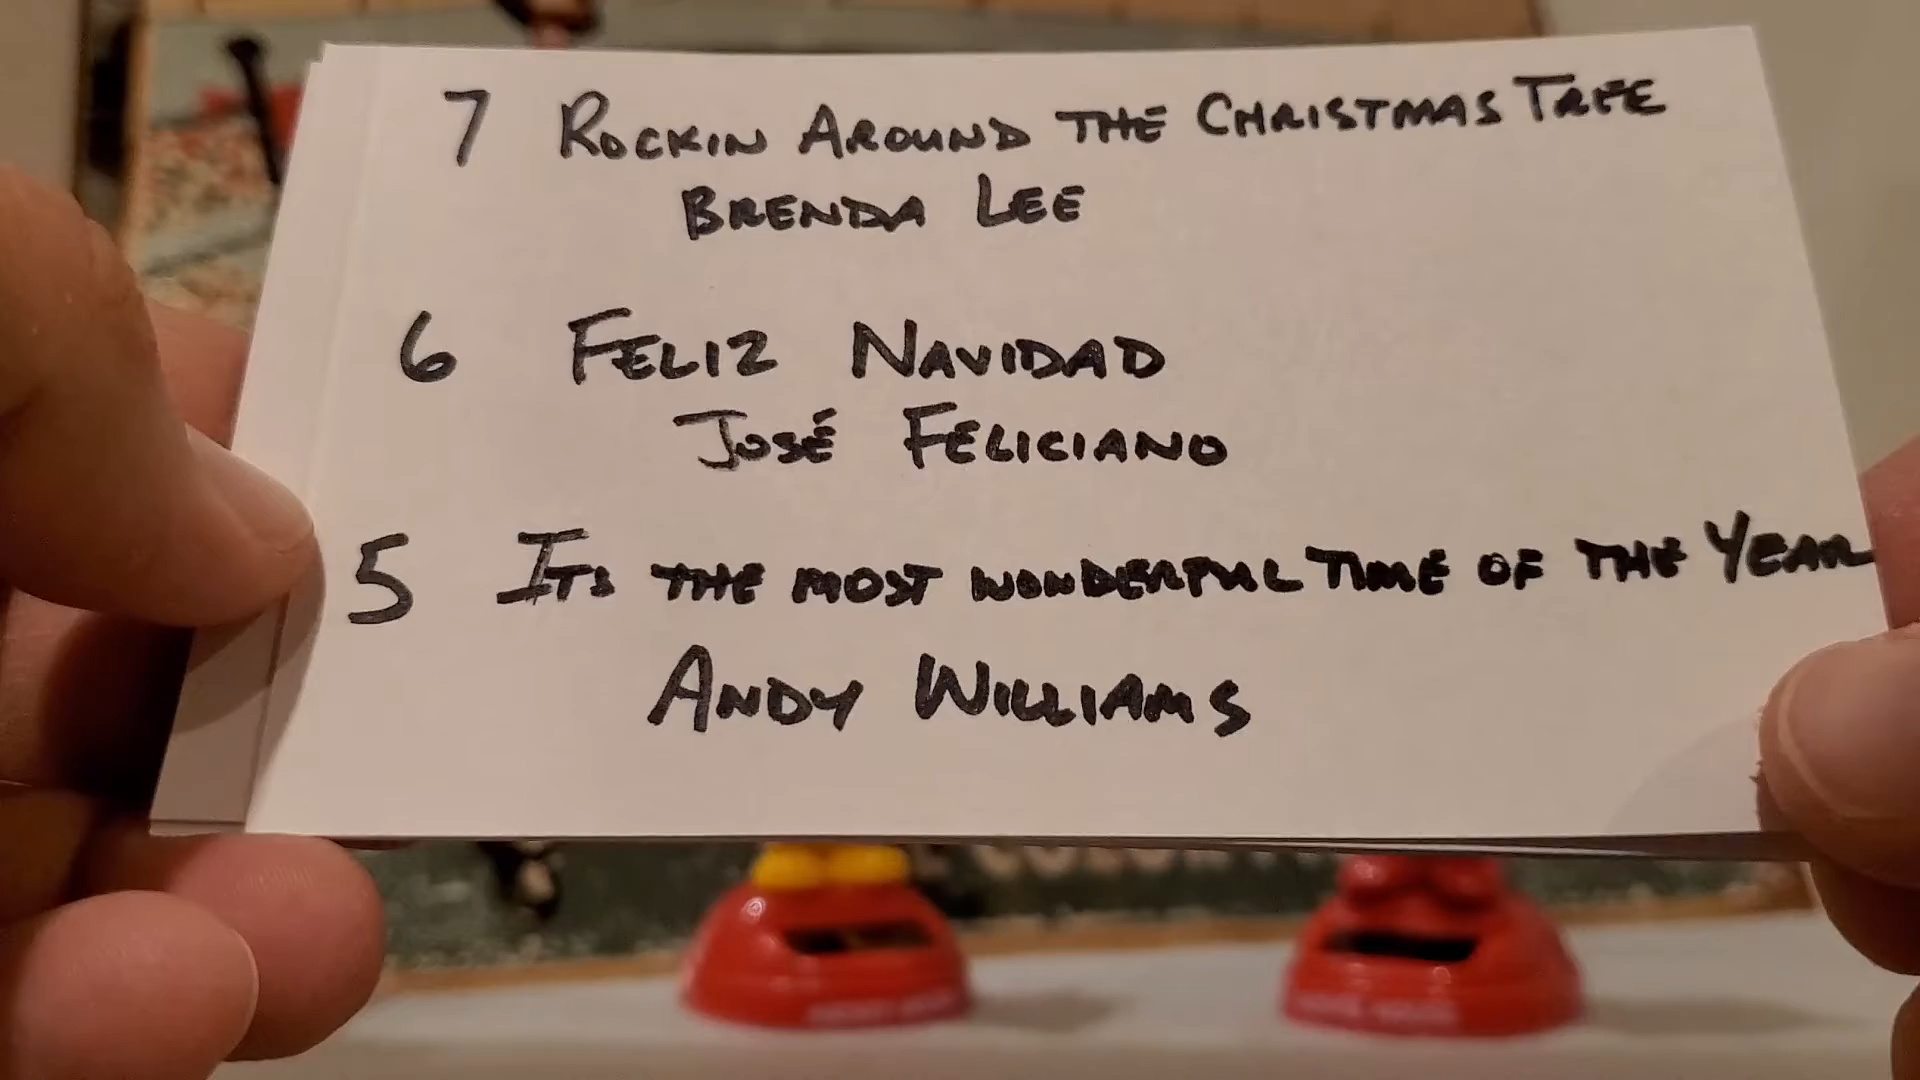 7 ROCKIN AROUND THE CHRISTMAS TREE
BRENDA LEE
6 FELIZ NAVIDAD
JOSÉ FELICIANO
5 ITS THE MOST WONDERFUL TIME OF THE YEAR
ANDY WILLIAMS